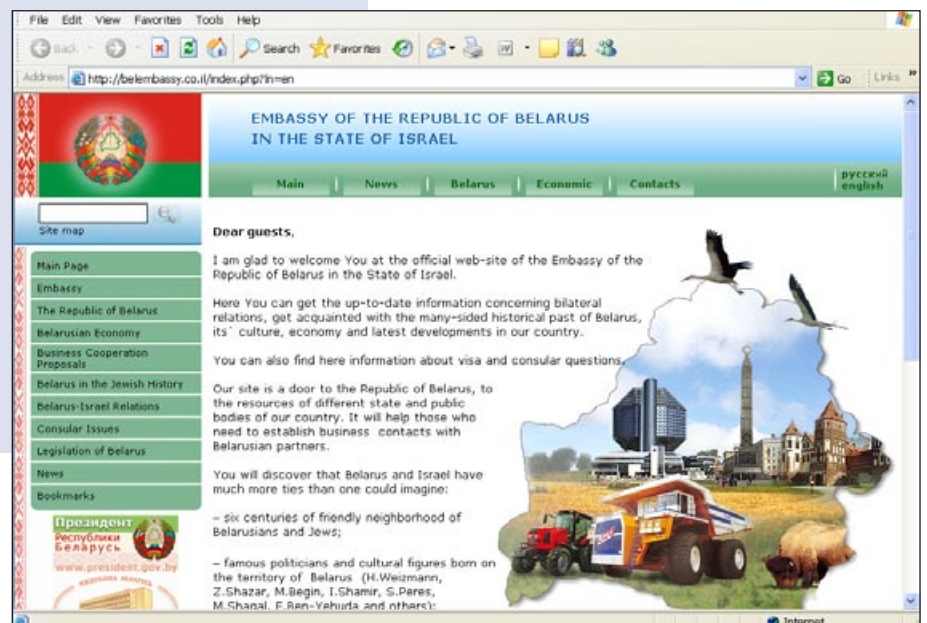 File Edit View Favorites Tools Help
Back Search Favorites
Address http://belembassy.co.il/index.php?ln=en Go Links
EMBASSY OF THE REPUBLIC OF BELARUS
IN THE STATE OF ISRAEL
Main News Belarus Economic Contacts
русский
english
Site map
Main Page
Embassy
The Republic of Belarus
Belarusian Economy
Business Cooperation
Proposals
Belarus in the Jewish History
Belarus-Israel Relations
Consular Issues
Legislation of Belarus
News
Bookmarks
Президент
Республики
Беларусь
www.president.gov.by
Dear guests,
I am glad to welcome You at the official web-site of the Embassy of the
Republic of Belarus in the State of Israel.
Here You can get the up-to-date information concerning bilateral
relations, get acquainted with the many-sided historical past of Belarus,
its` culture, economy and latest developments in our country.
You can also find here information about visa and consular questions.
Our site is a door to the Republic of Belarus, to
the resources of different state and public
bodies of our country. It will help those who
need to establish business contacts with
Belarusian partners.
You will discover that Belarus and Israel have
much more ties than one could imagine:
– six centuries of friendly neighborhood of
Belarusians and Jews;
– famous politicians and cultural figures born on
the territory of Belarus (H.Weizmann,
Z.Shazar, M.Begin, I.Shamir, S.Peres,
M.Shagal, E.Ben-Yehuda and others);
Internet